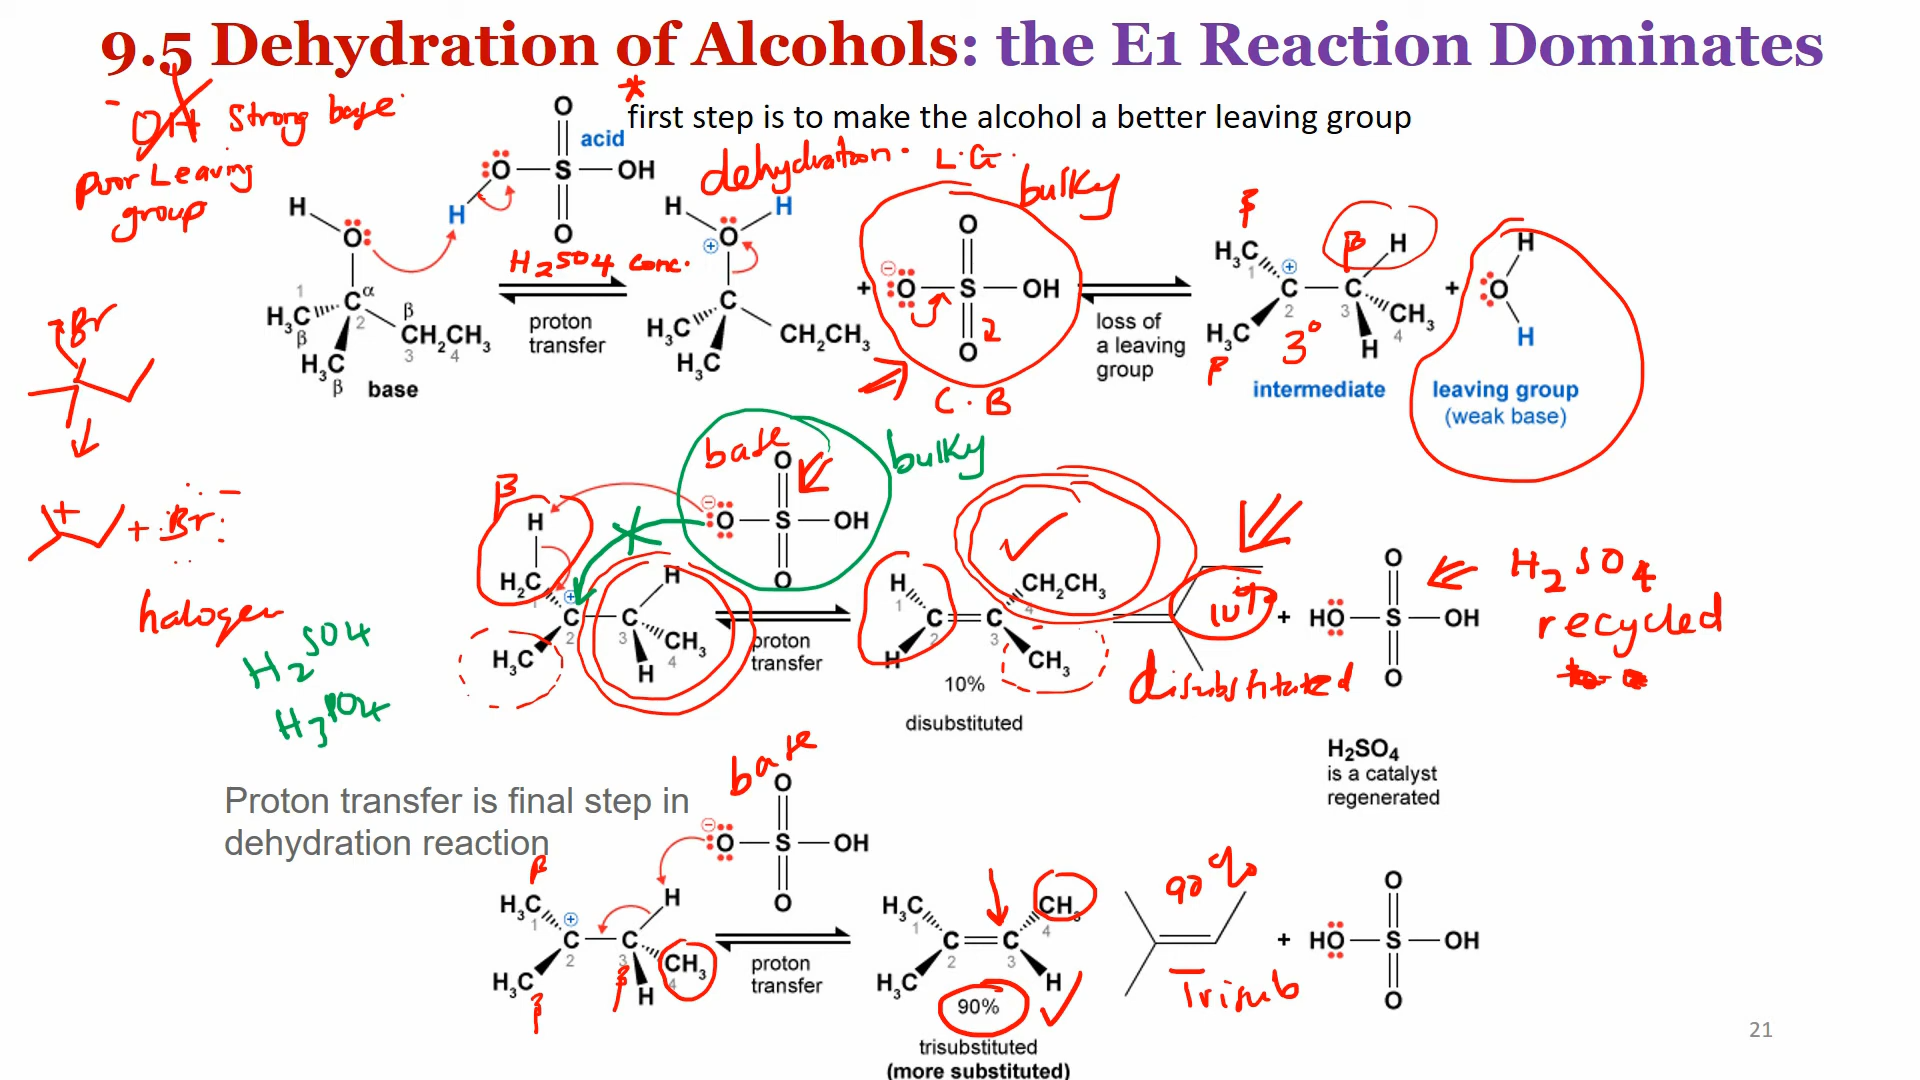 9.5 Dehydration of Alcohols: the E1 Reaction Dominates
*
first step is to make the alcohol a better leaving group
-OH Strong base
Poor Leaving
group
acid
dehydration. L.G.
bulky
H2SO4 conc.
proton
transfer
base
C.B
loss of
a leaving
group
3°
intermediate
leaving group
(weak base)
Br
+ Br
halogen
H2SO4
H3PO4
base
bulky
β
proton
transfer
10%
disubstituted
10%
disubstituted
H2SO4
recycled
H₂SO₄
is a catalyst
regenerated
Proton transfer is final step in
dehydration reaction
base
proton
transfer
90%
trisubstituted
(more substituted)
90%
Trisub
21